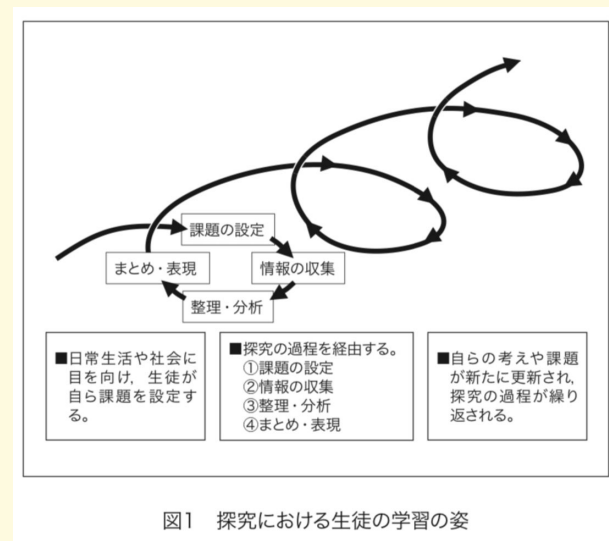 課題の設定
まとめ・表現
情報の収集
整理・分析
■日常生活や社会に
目を向け，生徒が
自ら課題を設定す
る。
■探究の過程を経由する。
①課題の設定
②情報の収集
③整理・分析
④まとめ・表現
■自らの考えや課題
が新たに更新され，
探究の過程が繰り
返される。
図1　探究における生徒の学習の姿